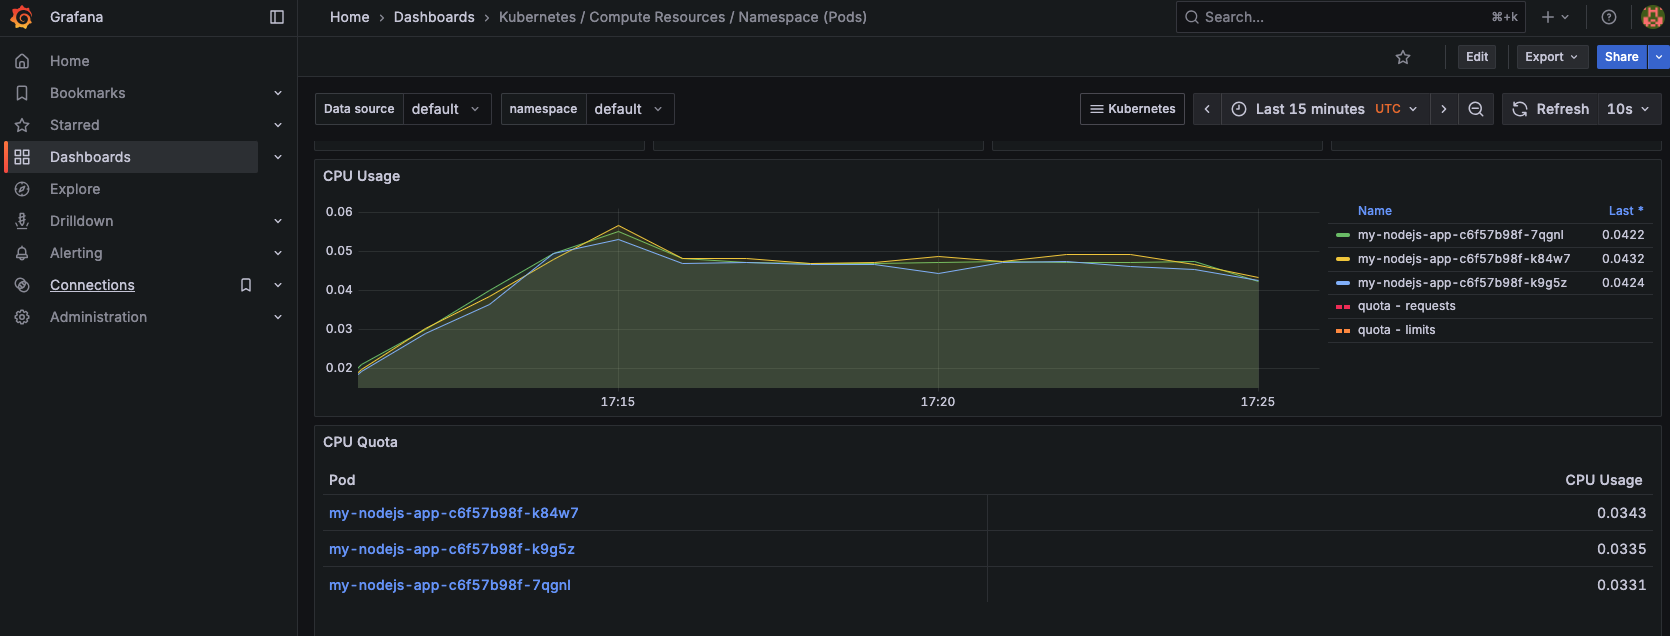 Grafana
Home › Dashboards › Kubernetes / Compute Resources / Namespace (Pods)
Search... ⌘+k
Home
Bookmarks
Starred
Dashboards
Explore
Drilldown
Alerting
Connections
Administration
Edit Export Share
Data source default namespace default Kubernetes Last 15 minutes UTC Refresh 10s
CPU Usage
0.06
0.05
0.04
0.03
0.02
17:15 17:20 17:25
Name Last *
my-nodejs-app-c6f57b98f-7qgnl 0.0422
my-nodejs-app-c6f57b98f-k84w7 0.0432
my-nodejs-app-c6f57b98f-k9g5z 0.0424
quota - requests
quota - limits
CPU Quota
Pod CPU Usage
my-nodejs-app-c6f57b98f-k84w7 0.0343
my-nodejs-app-c6f57b98f-k9g5z 0.0335
my-nodejs-app-c6f57b98f-7qgnl 0.0331